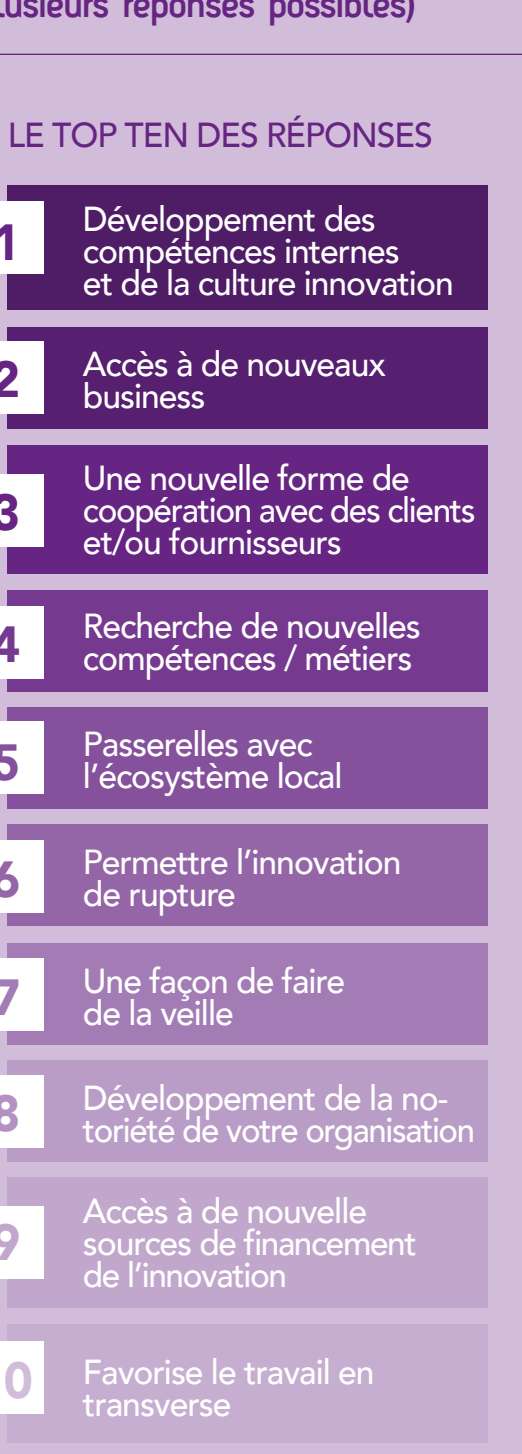 lusieurs réponses possibles)
LE TOP TEN DES RÉPONSES
1
Développement des
compétences internes
et de la culture innovation
2
Accès à de nouveaux
business
3
Une nouvelle forme de
coopération avec des clients
et/ou fournisseurs
4
Recherche de nouvelles
compétences / métiers
5
Passerelles avec
l'écosystème local
6
Permettre l'innovation
de rupture
7
Une façon de faire
de la veille
8
Développement de la no-
toriété de votre organisation
9
Accès à de nouvelle
sources de financement
de l'innovation
0
Favorise le travail en
transverse